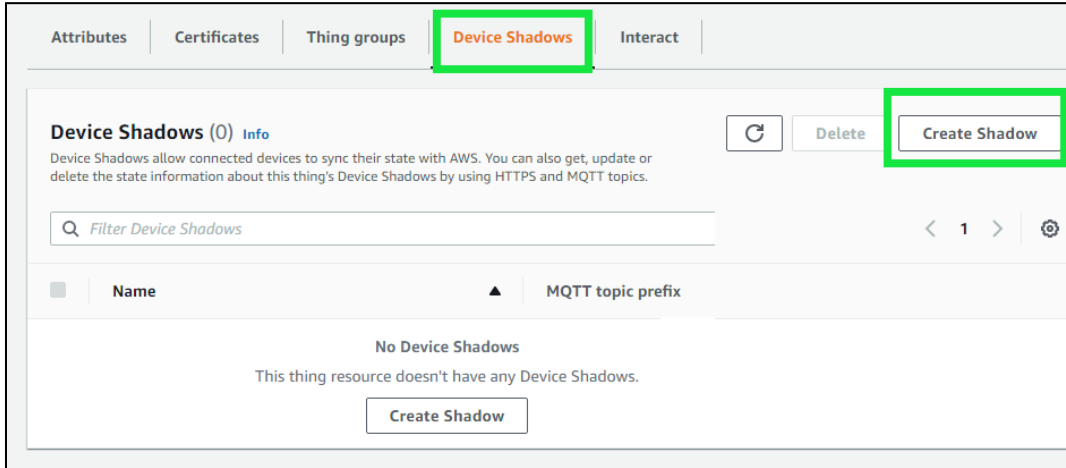 Attributes Certificates Thing groups Device Shadows Interact
Device Shadows (0) Info
Delete Create Shadow
Device Shadows allow connected devices to sync their state with AWS. You can also get, update or
delete the state information about this thing's Device Shadows by using HTTPS and MQTT topics.
Filter Device Shadows
1
Name MQTT topic prefix
No Device Shadows
This thing resource doesn't have any Device Shadows.
Create Shadow